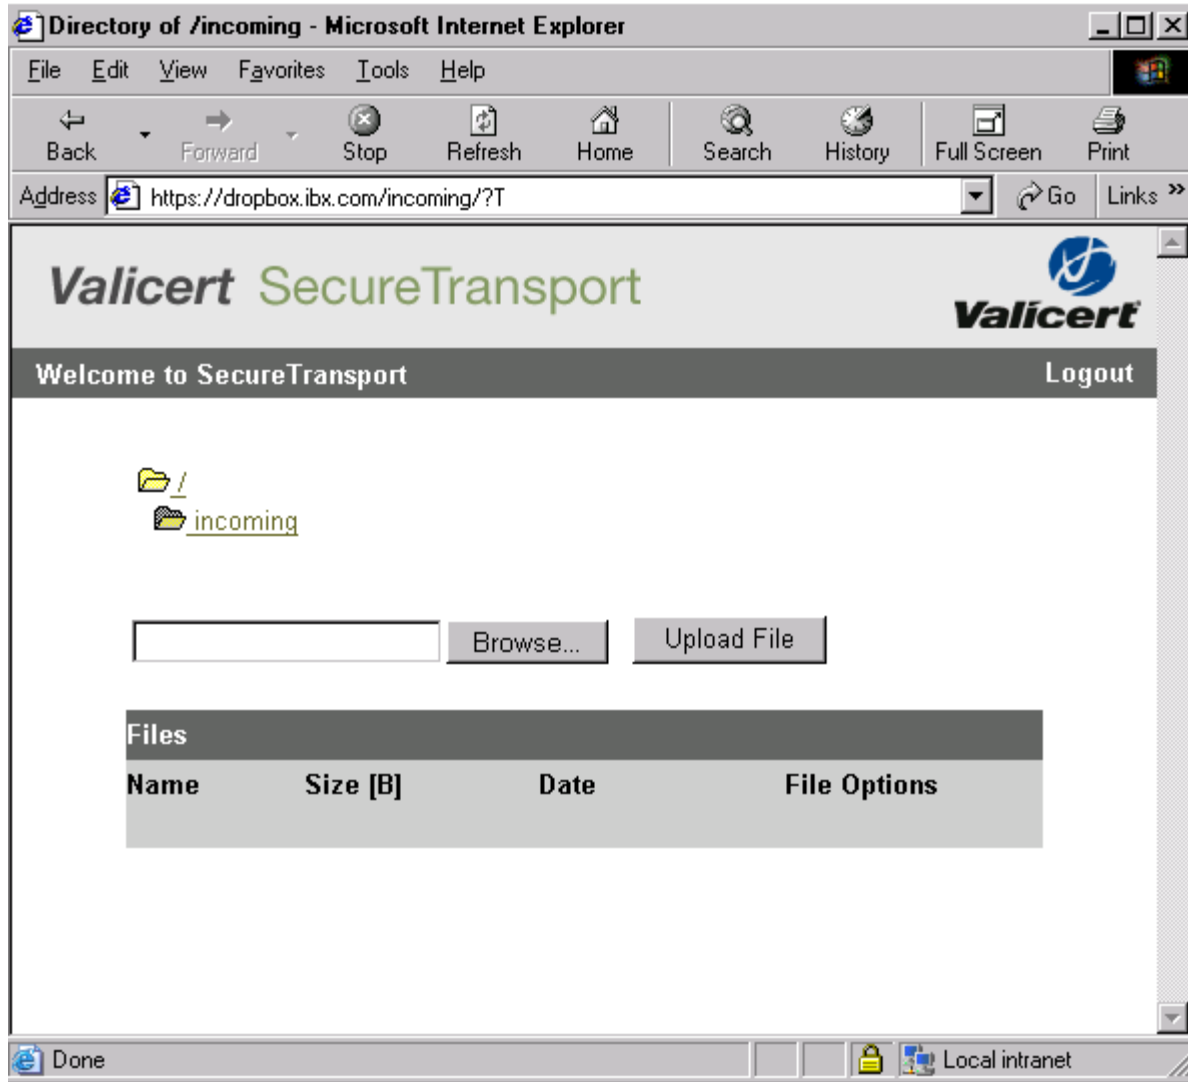 Directory of /incoming - Microsoft Internet Explorer
File Edit View Favorites Tools Help
Back Forward Stop Refresh Home Search History Full Screen Print
Address https://dropbox.ibx.com/incoming/?T Go Links »
Valicert SecureTransport
Valicert
Welcome to SecureTransport Logout
/
incoming
Browse... Upload File
Files
Name Size [B] Date File Options
Done Local intranet